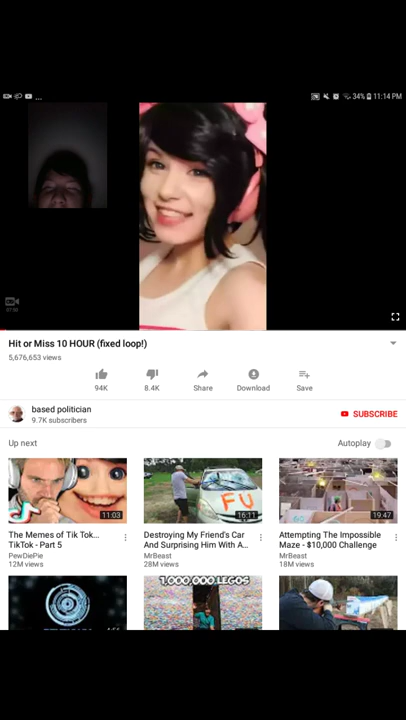 ... 34% 11:14 PM
Hit or Miss 10 HOUR (fixed loop!)
5,676,653 views
94K 8.4K Share Download Save
based politician
9.7K subscribers
SUBSCRIBE
Up next Autoplay
FU
11:03 16:11 19:47
The Memes of Tik Tok...
TikTok - Part 5
PewDiePie
12M views
Destroying My Friend's Car
And Surprising Him With A...
MrBeast
28M views
Attempting The Impossible
Maze - $10,000 Challenge
MrBeast
18M views
1,000,000 LEGOS